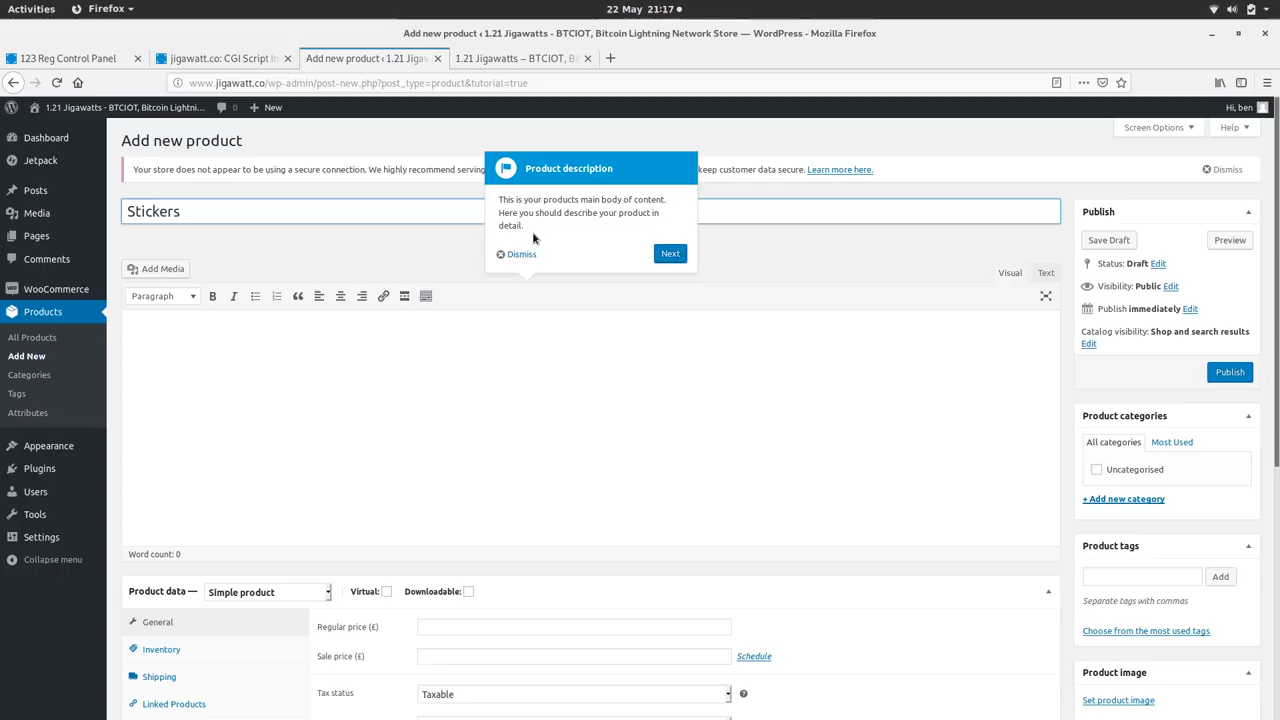 Activities
Firefox
22 May 21:17
Add new product ‹ 1.21 Jigawatts - BTCIOT, Bitcoin Lightning Network Store — WordPress - Mozilla Firefox
123 Reg Control Panel
jigawatt.co: CGI Script In
Add new product ‹ 1.21 Jigaw
1.21 Jigawatts – BTCIOT, Bi
www.jigawatt.co/wp-admin/post-new.php?post_type=product&tutorial=true
1.21 Jigawatts - BTCIOT, Bitcoin Lightni...
0
New
Hi, ben
Dashboard
Jetpack
Posts
Media
Pages
Comments
WooCommerce
Products
All Products
Add New
Categories
Tags
Attributes
Appearance
Plugins
Users
Tools
Settings
Collapse menu
Add new product
Screen Options
Help
Your store does not appear to be using a secure connection. We highly recommend serving
keep customer data secure. Learn more here.
Dismiss
Product description
This is your products main body of content.
Here you should describe your product in
detail.
Dismiss
Next
Stickers
Add Media
Visual
Text
Paragraph
Word count: 0
Product data —
Simple product
Virtual:
Downloadable:
General
Inventory
Shipping
Linked Products
Regular price (£)
Sale price (£)
Schedule
Tax status
Taxable
Publish
Save Draft
Preview
Status: Draft Edit
Visibility: Public Edit
Publish immediately Edit
Catalog visibility: Shop and search results
Edit
Publish
Product categories
All categories
Most Used
Uncategorised
+ Add new category
Product tags
Add
Separate tags with commas
Choose from the most used tags
Product image
Set product image